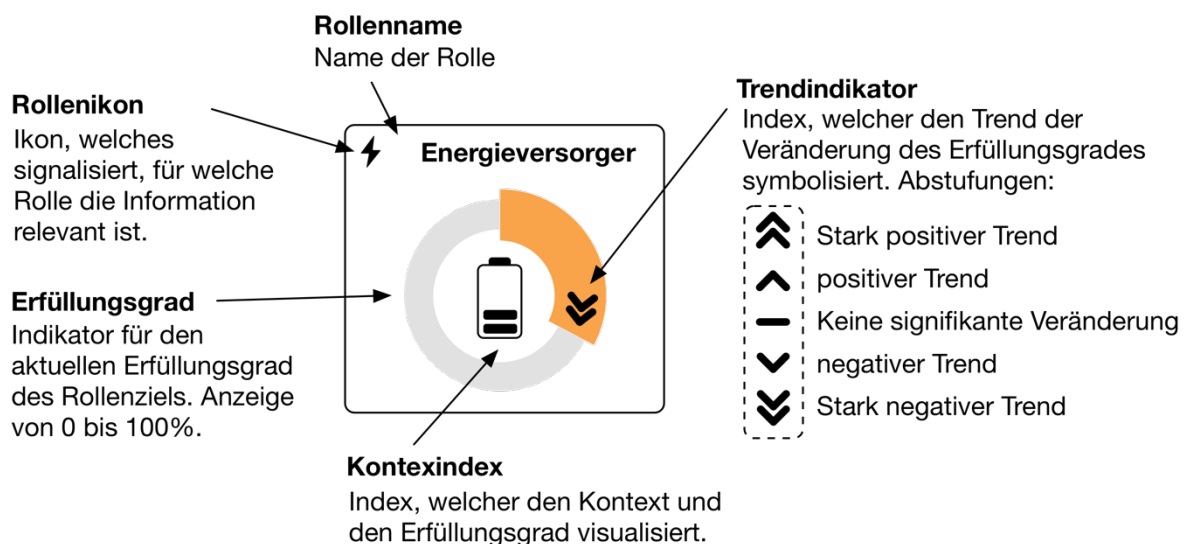 Rollenname
Name der Rolle
Rollenikon
Ikon, welches
signalisiert, für welche
Rolle die Information
relevant ist.
Energieversorger
Erfüllungsgrad
Indikator für den
aktuellen Erfüllungsgrad
des Rollenziels. Anzeige
von 0 bis 100%.
Kontexindex
Index, welcher den Kontext und
den Erfüllungsgrad visualisiert.
Trendindikator
Index, welcher den Trend der
Veränderung des Erfüllungsgrades
symbolisiert. Abstufungen:
Stark positiver Trend
positiver Trend
Keine signifikante Veränderung
negativer Trend
Stark negativer Trend